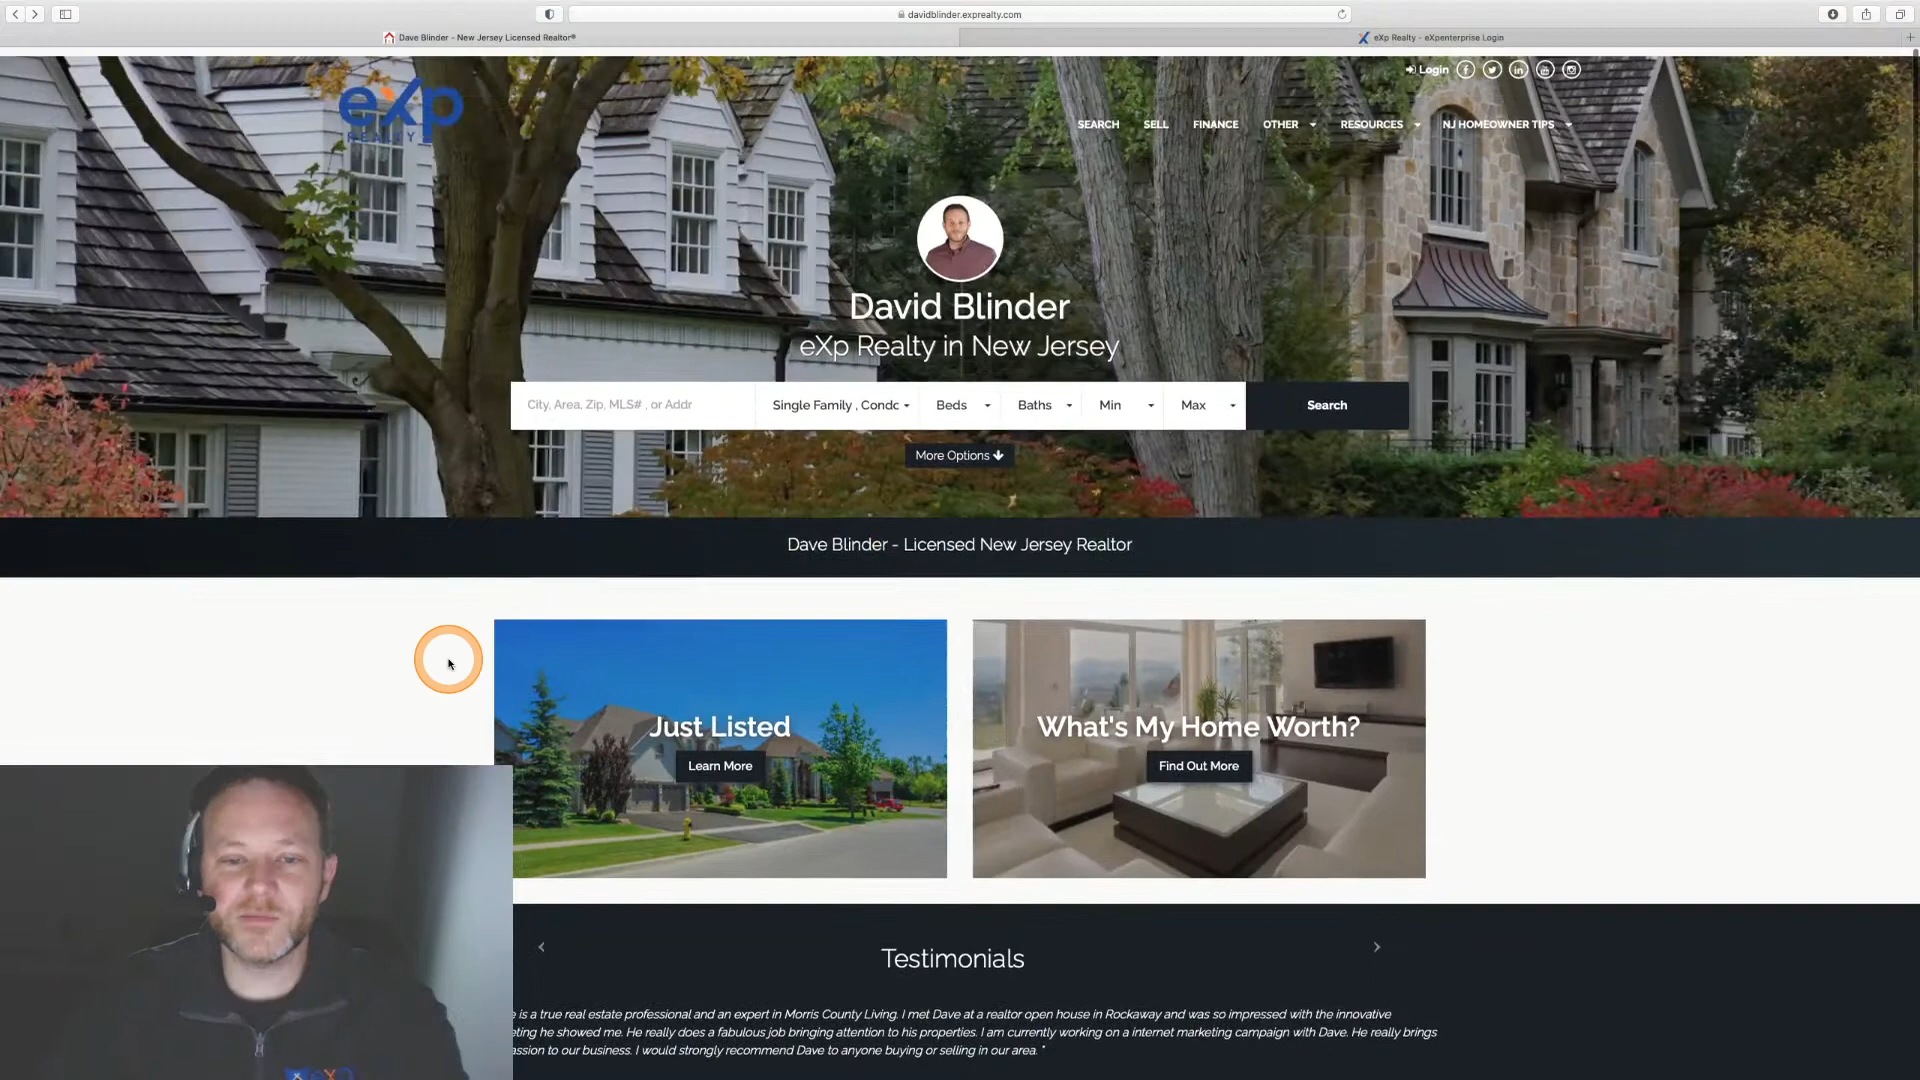 davidblinder.exprealty.com
Dave Blinder - New Jersey Licensed Realtor®
eXp Realty - eXpenterprise Login
Login
eXp
REALTY
SEARCH SELL FINANCE OTHER RESOURCES NJ HOMEOWNER TIPS
David Blinder
eXp Realty in New Jersey
City, Area, Zip, MLS# , or Addr
Single Family , Condc
Beds
Baths
Min
Max
Search
More Options
Dave Blinder - Licensed New Jersey Realtor
Just Listed
Learn More
What's My Home Worth?
Find Out More
Testimonials
is a true real estate professional and an expert in Morris County Living. I met Dave at a realtor open house in Rockaway and was so impressed with the innovative
eting he showed me. He really does a fabulous job bringing attention to his properties. I am currently working on a internet marketing campaign with Dave. He really brings
assion to our business. I would strongly recommend Dave to anyone buying or selling in our area. "